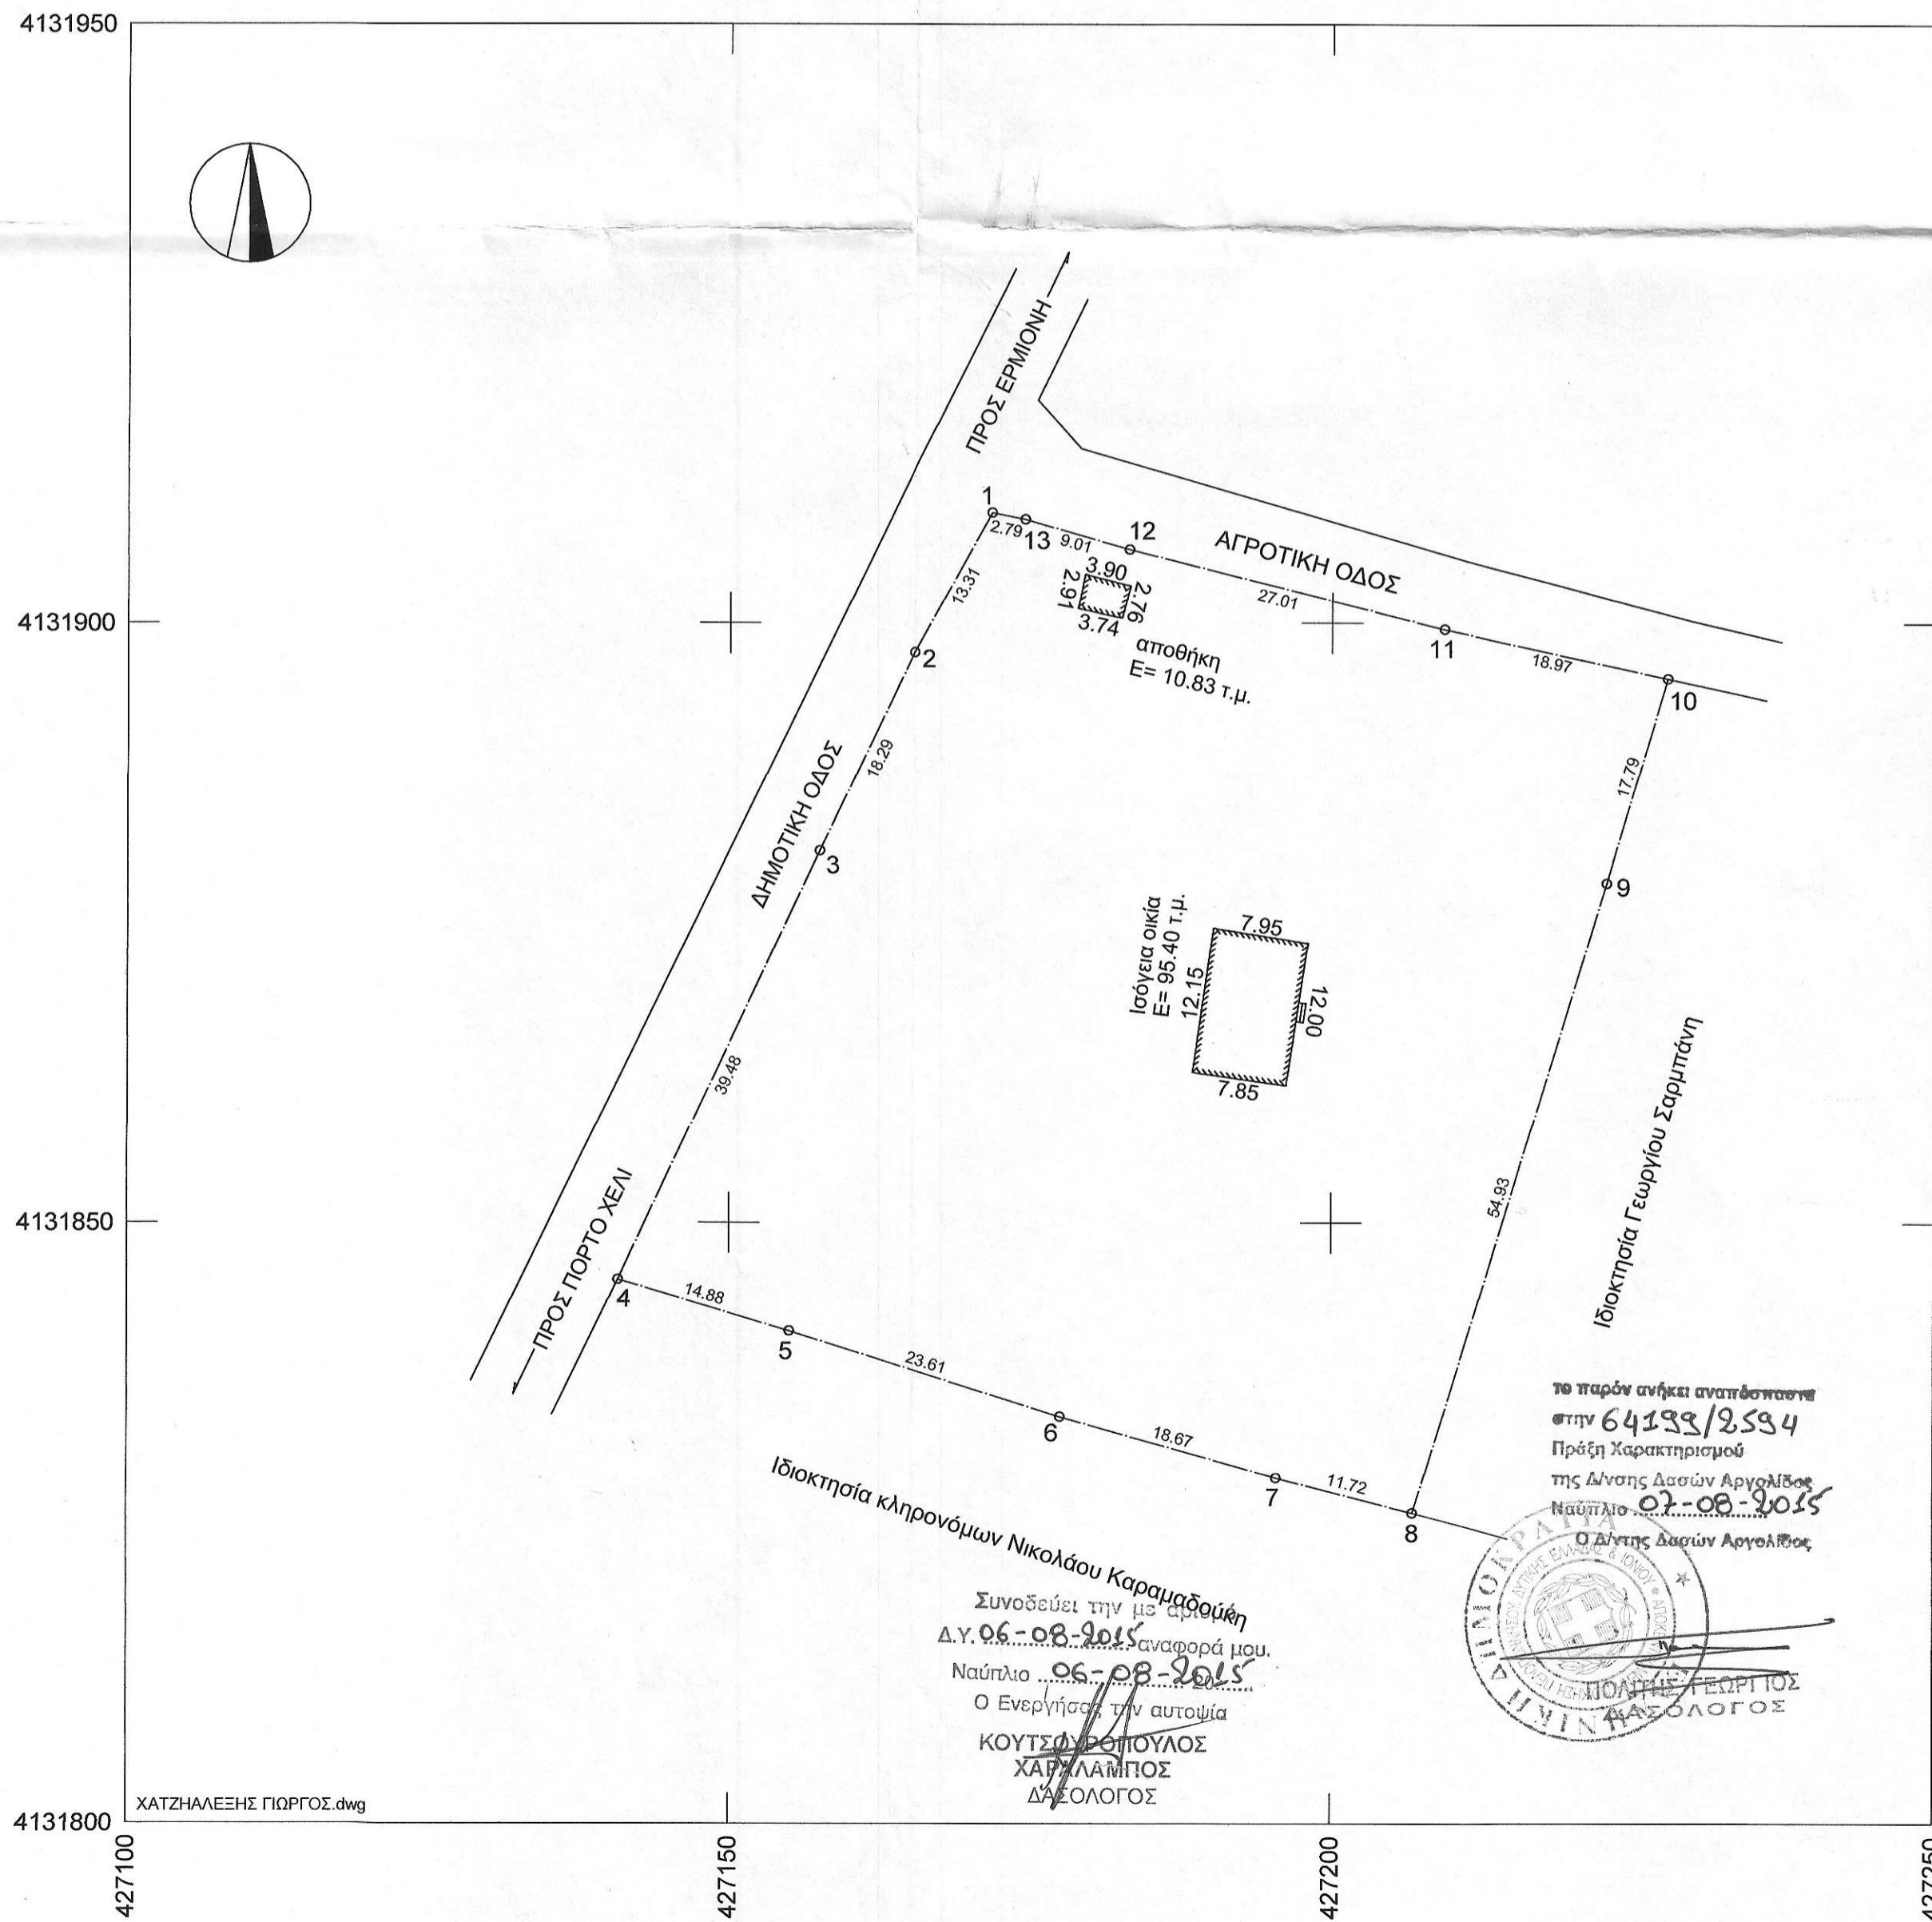 4131950
ΠΡΟΣ ΕΡΜΙΟΝΗ
1
2.79
13
9.01
12
ΑΓΡΟΤΙΚΗ ΟΔΟΣ
3.90
2.91
2.76
3.74
27.01
13.31
4131900
αποθήκη
Ε= 10.83 τ.μ.
11
18.97
2
10
ΔΗΜΟΤΙΚΗ ΟΔΟΣ
18.29
17.79
3
9
Ισόγεια οικία
Ε= 95.40 τ.μ.
7.95
12.15
12.00
7.85
39.48
Ιδιοκτησία Γεωργίου Σαρμπάνη
54.93
4131850
ΠΡΟΣ ΠΟΡΤΟ ΧΕΛΙ
4
14.88
5
23.61
6
18.67
7
11.72
8
το παρόν ανήκει αναπόσπαστα
στην 64199/2594
Πράξη Χαρακτηρισμού
της Δ/νσης Δασών Αργολίδος
Ναύπλιο 07-08-2015
Ο Δ/ντης Δασών Αργολίδος
Ιδιοκτησία κληρονόμων Νικολάου Καραμαδούκη
Συνοδεύει την με αριθμ.
Δ.Υ. 06-08-2015 αναφορά μου.
Ναύπλιο 06-08-2015
Ο Ενεργήσας την αυτοψία
ΚΟΥΤΣΟΥΡΟΠΟΥΛΟΣ
ΧΑΡΑΛΑΜΠΟΣ
ΔΑΣΟΛΟΓΟΣ
ΕΛΛΗΝΙΚΗ ΔΗΜΟΚΡΑΤΙΑ
ΠΟΛΙΤΗΣ ΓΕΩΡΓΙΟΣ
ΔΑΣΟΛΟΓΟΣ
ΧΑΤΖΗΑΛΕΞΗΣ ΓΙΩΡΓΟΣ.dwg
4131800
427100
427150
427200
427250